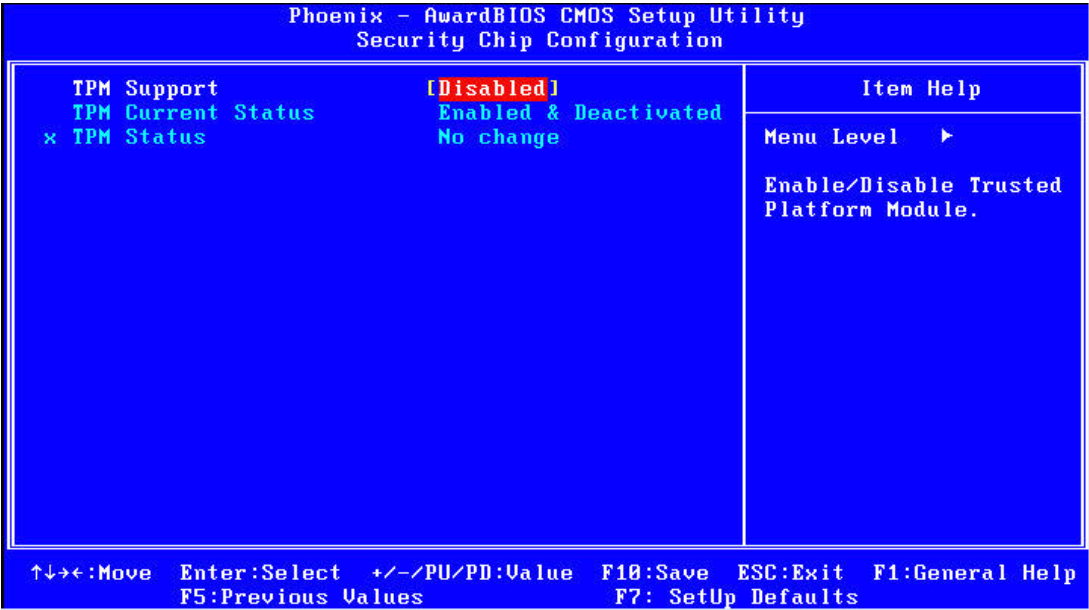 Phoenix - AwardBIOS CMOS Setup Utility
Security Chip Configuration
TPM Support [Disabled]
TPM Current Status Enabled & Deactivated
x TPM Status No change
Item Help
Menu Level ▶
Enable/Disable Trusted
Platform Module.
↑↓→←:Move Enter:Select +/-/PU/PD:Value F10:Save ESC:Exit F1:General Help
F5:Previous Values F7: SetUp Defaults